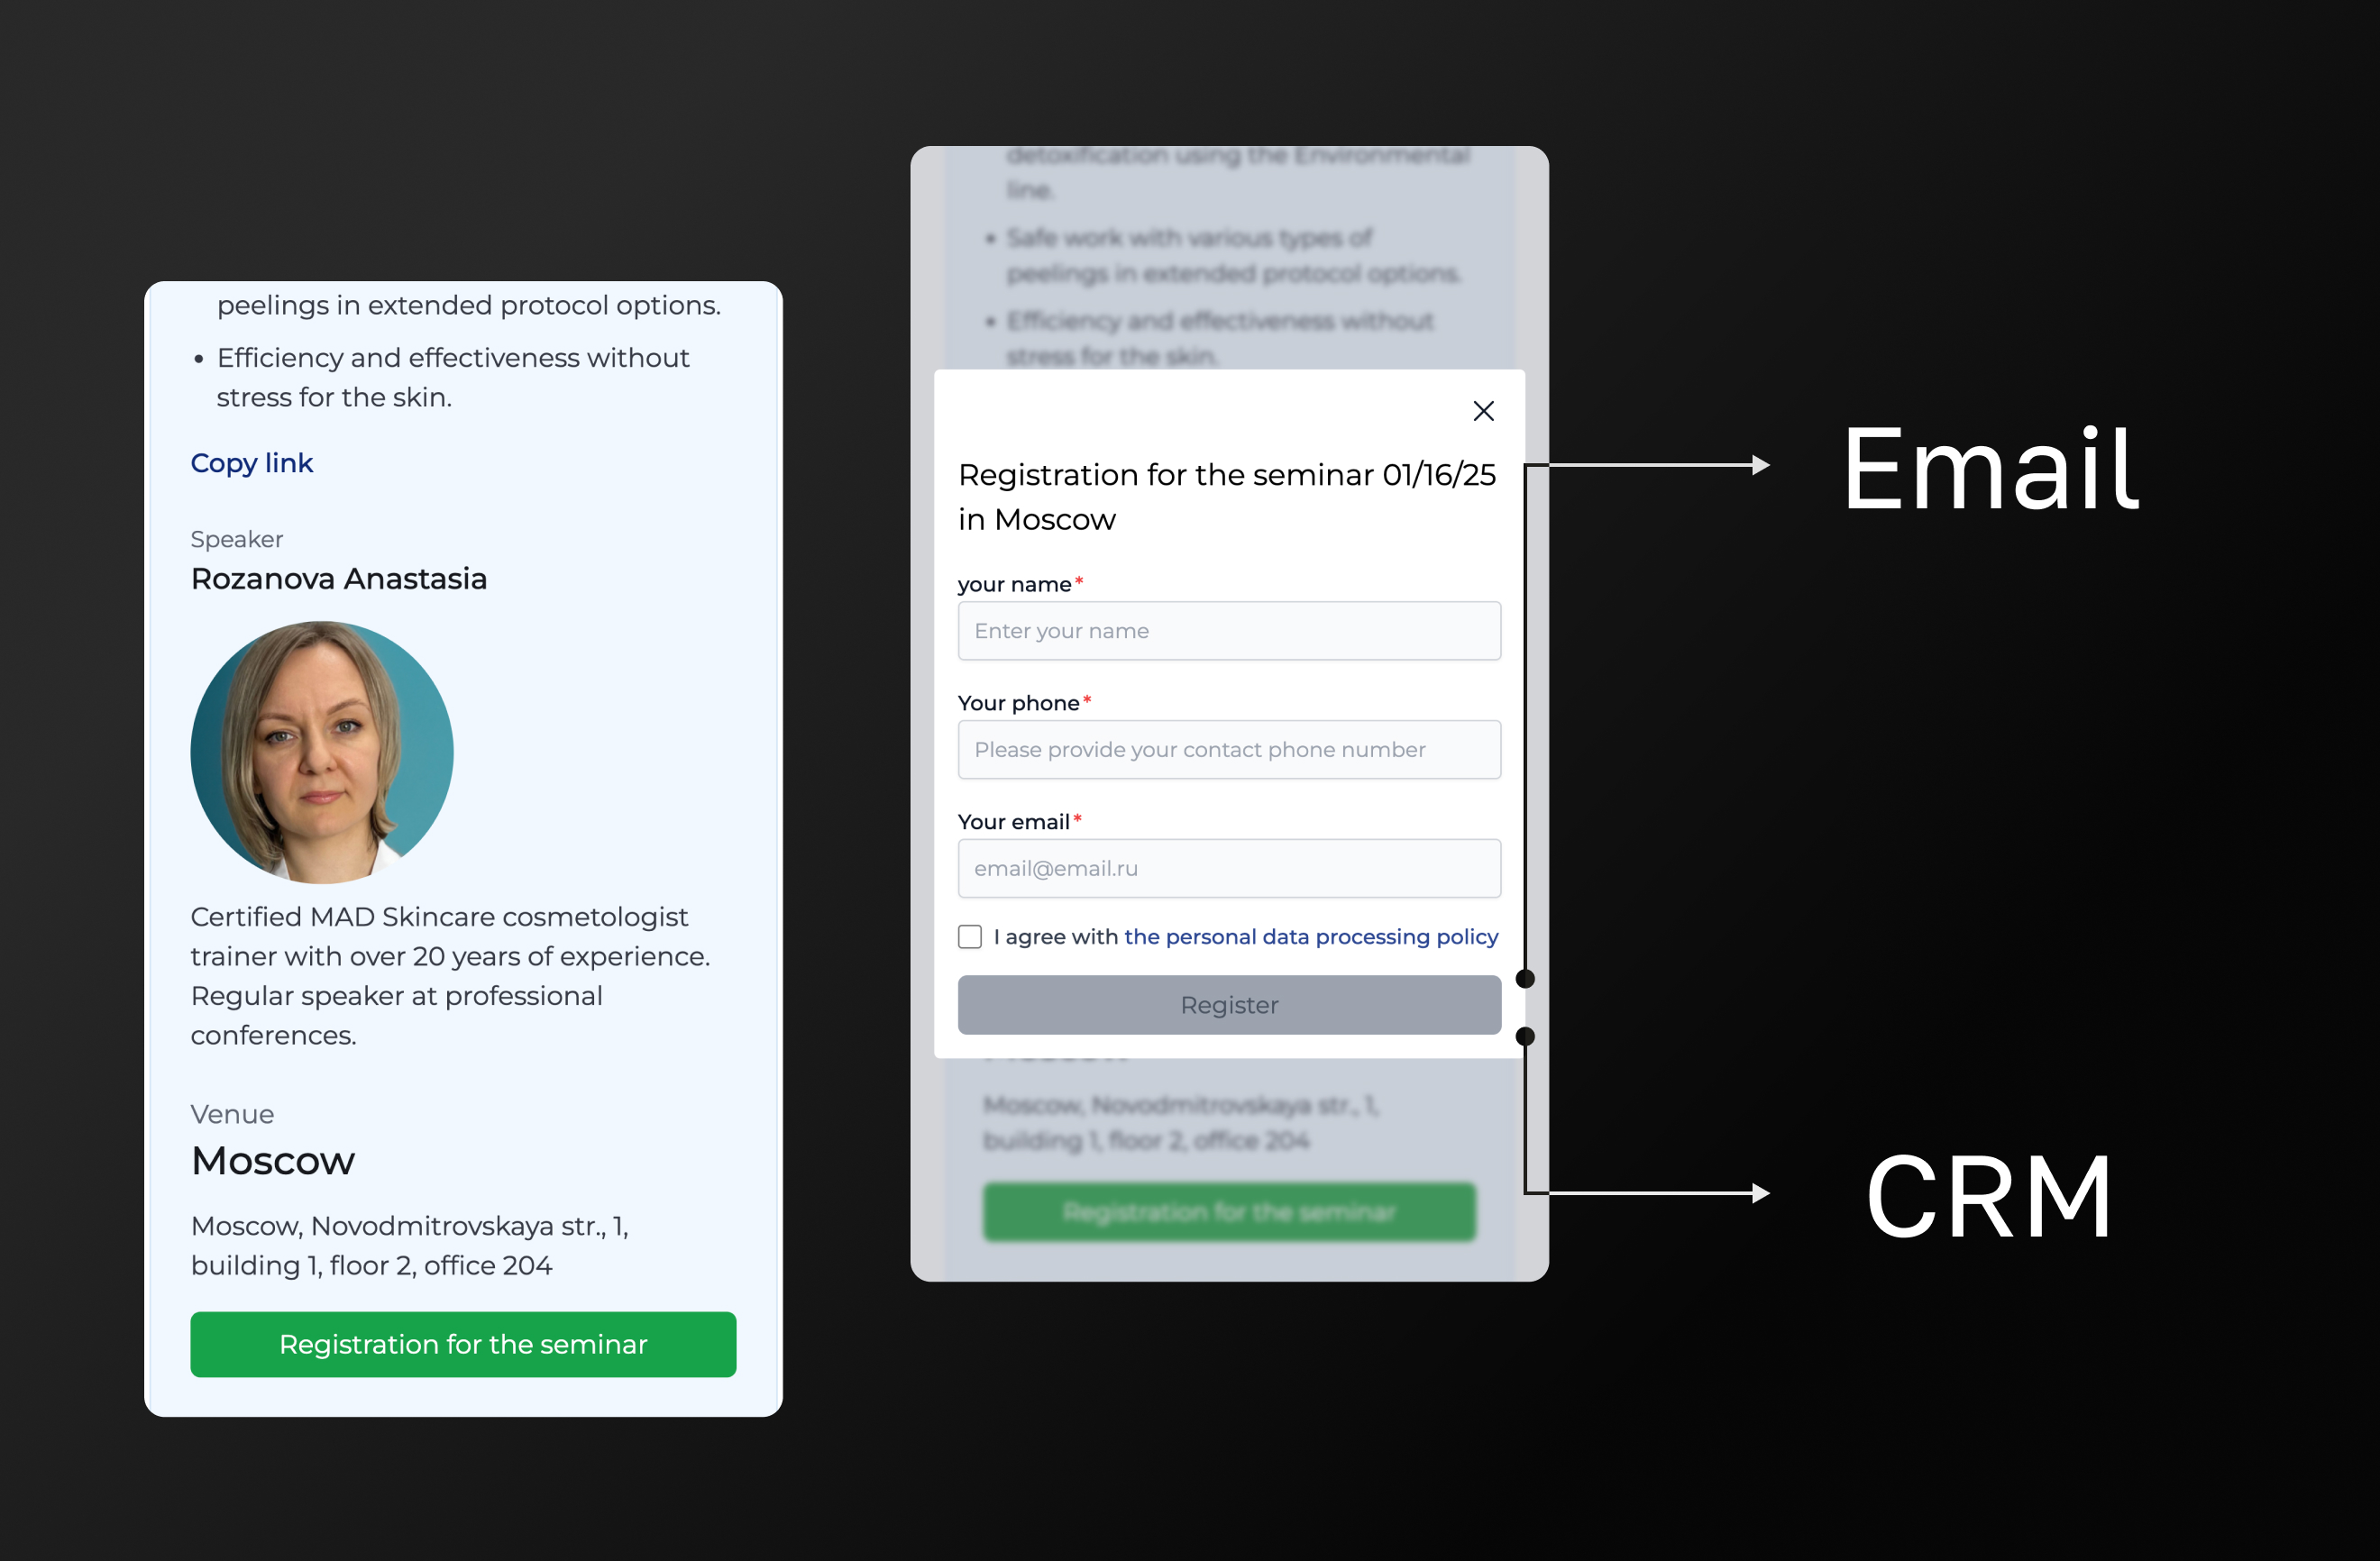 peelings in extended protocol options.
• Efficiency and effectiveness without
stress for the skin.
Copy link
Speaker
Rozanova Anastasia
Certified MAD Skincare cosmetologist
trainer with over 20 years of experience.
Regular speaker at professional
conferences.
Venue
Moscow
Moscow, Novodmitrovskaya str., 1,
building 1, floor 2, office 204
Registration for the seminar
detoxification using the Environmental
line.
• Safe work with various types of
peelings in extended protocol options.
• Efficiency and effectiveness without
stress for the skin.
Registration for the seminar 01/16/25
in Moscow
your name*
Enter your name
Your phone*
Please provide your contact phone number
Your email*
email@email.ru
I agree with the personal data processing policy
Register
Moscow, Novodmitrovskaya str., 1,
building 1, floor 2, office 204
Registration for the seminar
Email
CRM